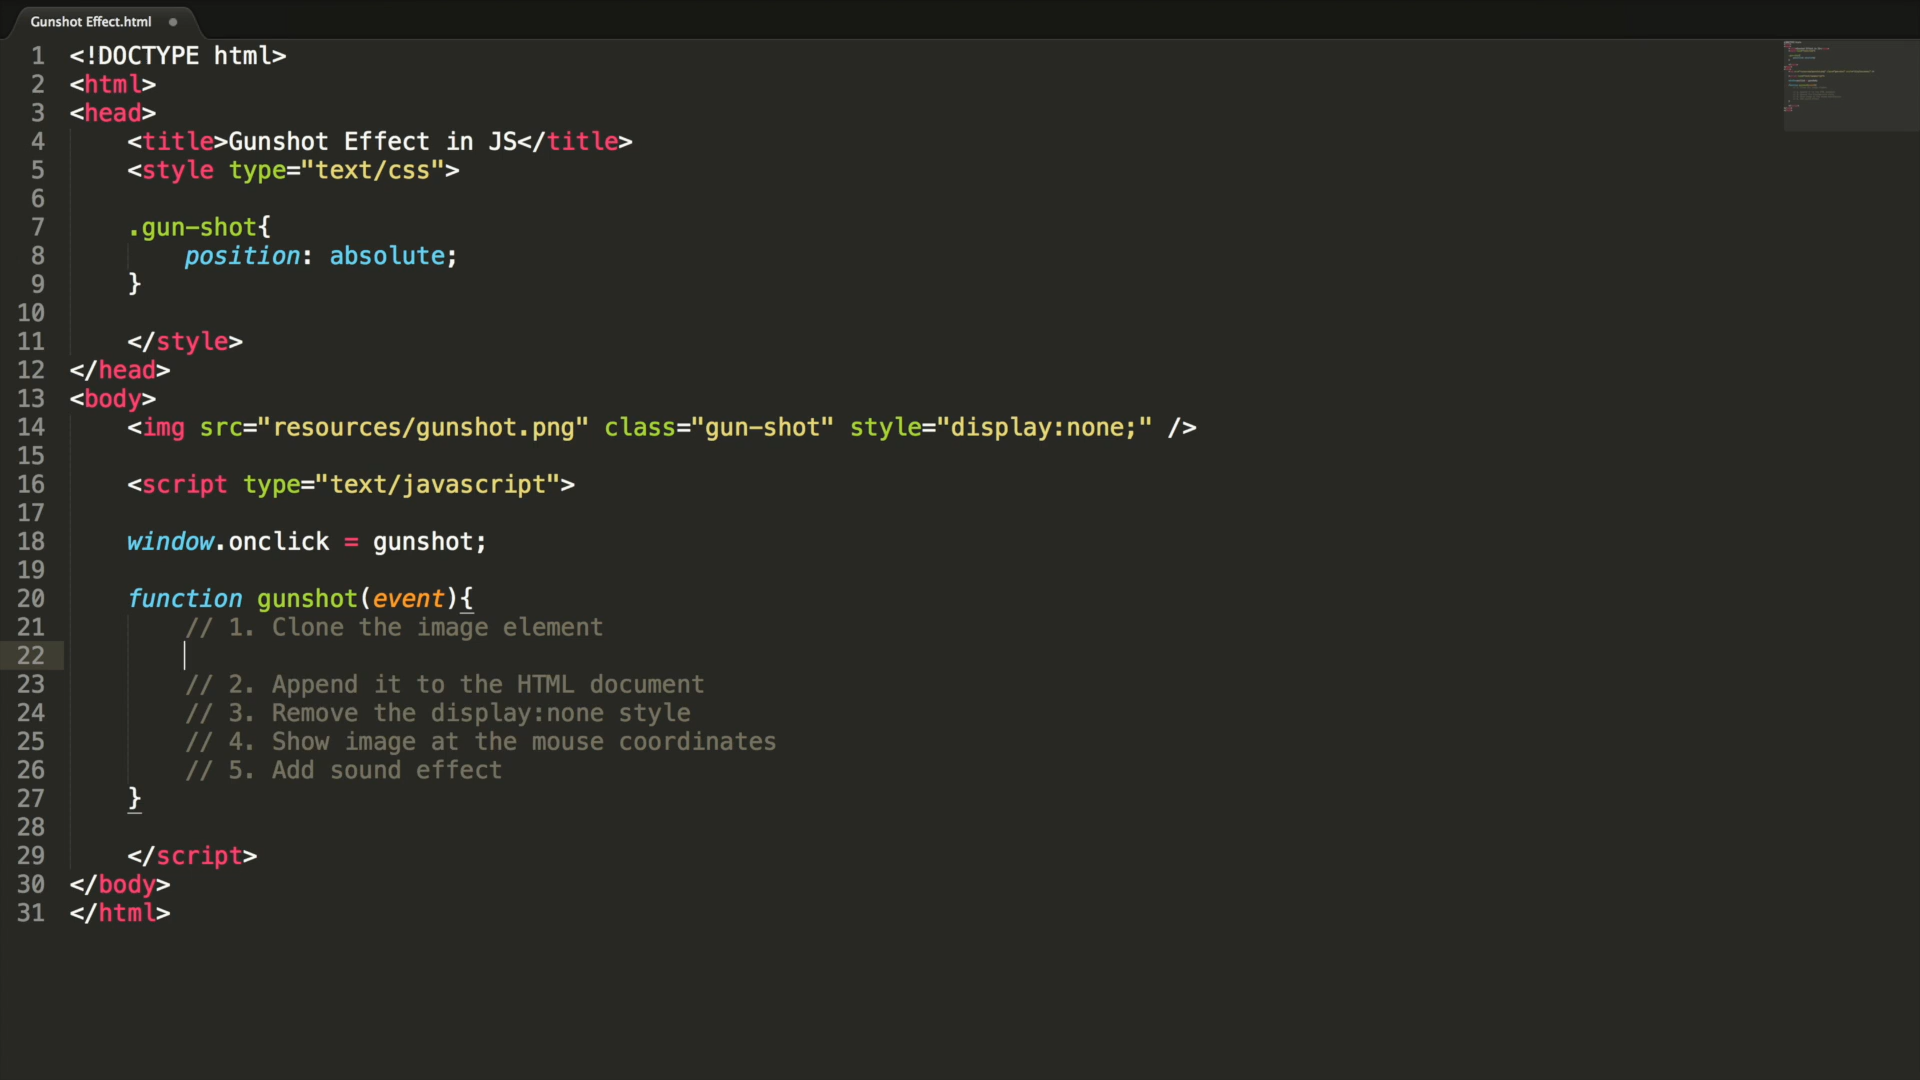 Gunshot Effect.html
1 <!DOCTYPE html>
2 <html>
3 <head>
4     <title>Gunshot Effect in JS</title>
5     <style type="text/css">
6
7     .gun-shot{
8         position: absolute;
9     }
10
11     </style>
12 </head>
13 <body>
14     <img src="resources/gunshot.png" class="gun-shot" style="display:none;" />
15
16     <script type="text/javascript">
17
18     window.onclick = gunshot;
19
20     function gunshot(event){
21         // 1. Clone the image element
22
23         // 2. Append it to the HTML document
24         // 3. Remove the display:none style
25         // 4. Show image at the mouse coordinates
26         // 5. Add sound effect
27     }
28
29     </script>
30 </body>
31 </html>